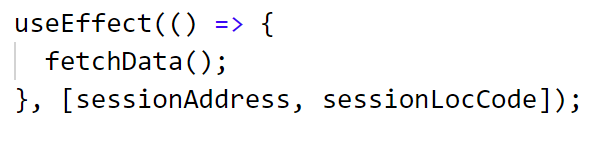 useEffect(() => {
  fetchData();
}, [sessionAddress, sessionLocCode]);